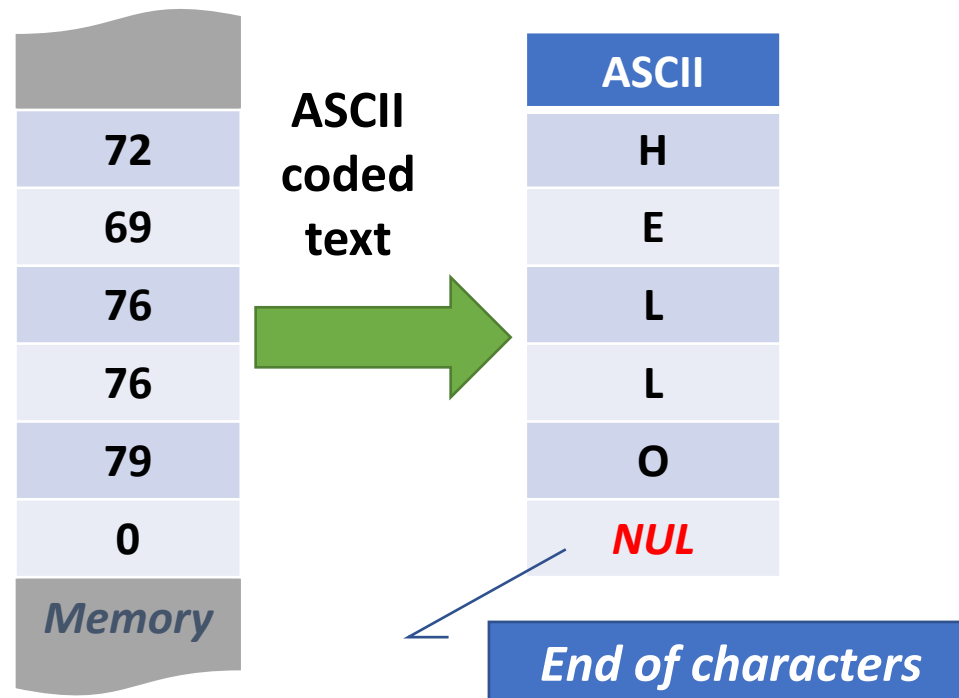 72
69
76
76
79
0
Memory
ASCII
coded
text
ASCII
H
E
L
L
O
NUL
End of characters